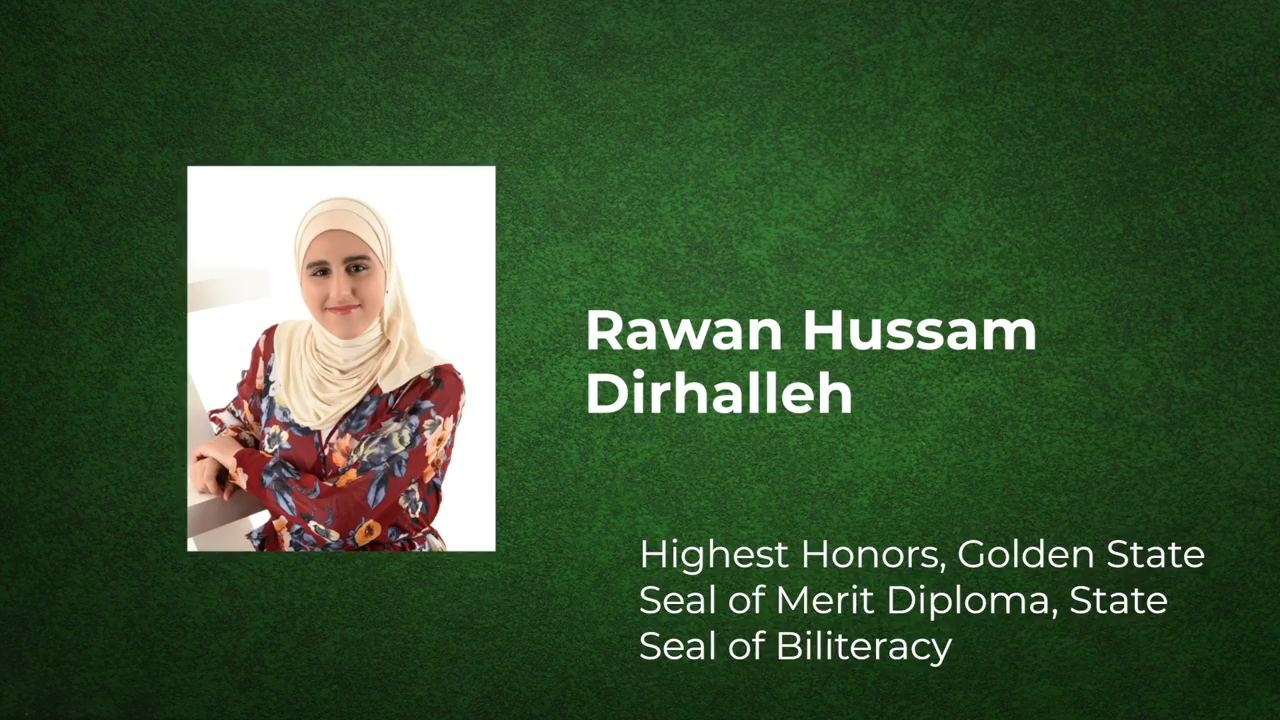 Rawan Hussam
Dirhalleh
Highest Honors, Golden State
Seal of Merit Diploma, State
Seal of Biliteracy